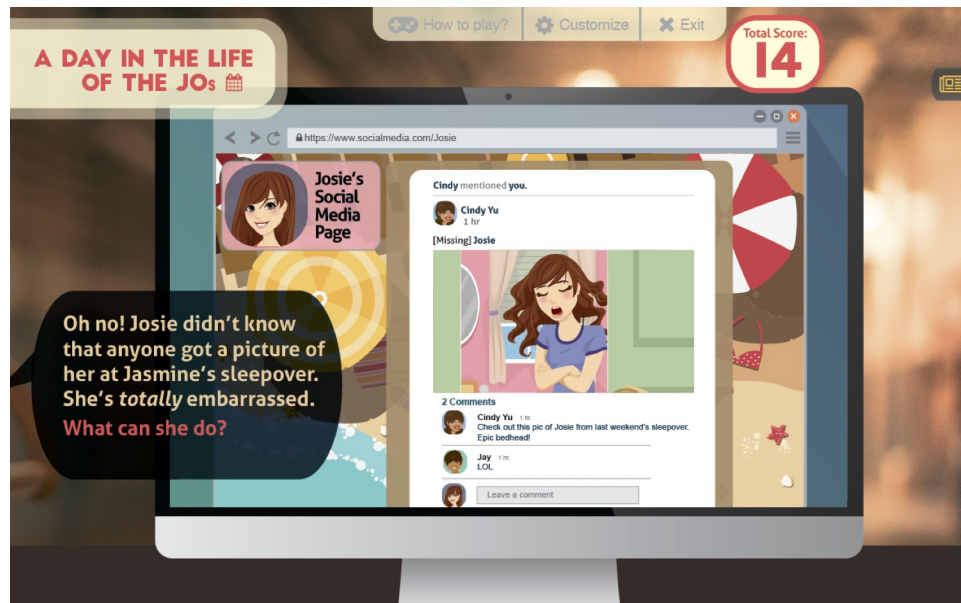 How to play?
Customize
Exit
A DAY IN THE LIFE
OF THE JOs
Total Score:
14
https://www.socialmedia.com/Josie
Josie's
Social
Media
Page
Cindy mentioned you.
Cindy Yu
1 hr
[Missing] Josie
Oh no! Josie didn't know
that anyone got a picture of
her at Jasmine's sleepover.
She's totally embarrassed.
What can she do?
2 Comments
Cindy Yu 1 hr.
Check out this pic of Josie from last weekend's sleepover.
Epic bedhead!
Jay 1 hr.
LOL
Leave a comment